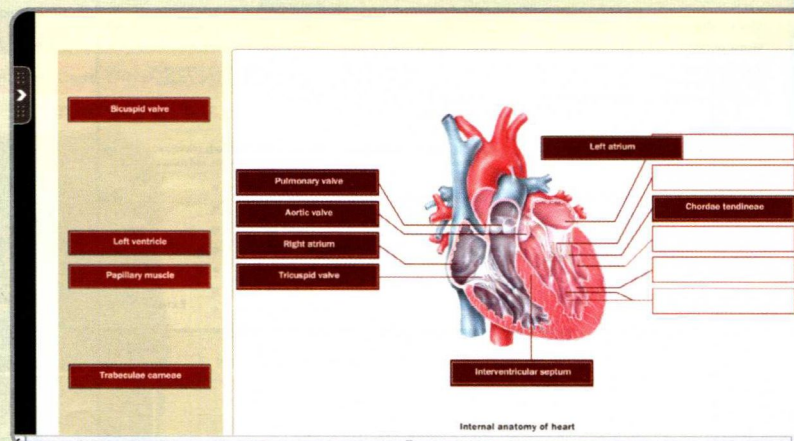 Bicuspid valve
Left ventricle
Papillary muscle
Trabeculae carneae
Left atrium
Pulmonary valve
Aortic valve
Right atrium
Tricuspid valve
Chordae tendineae
Interventricular septum
Internal anatomy of heart